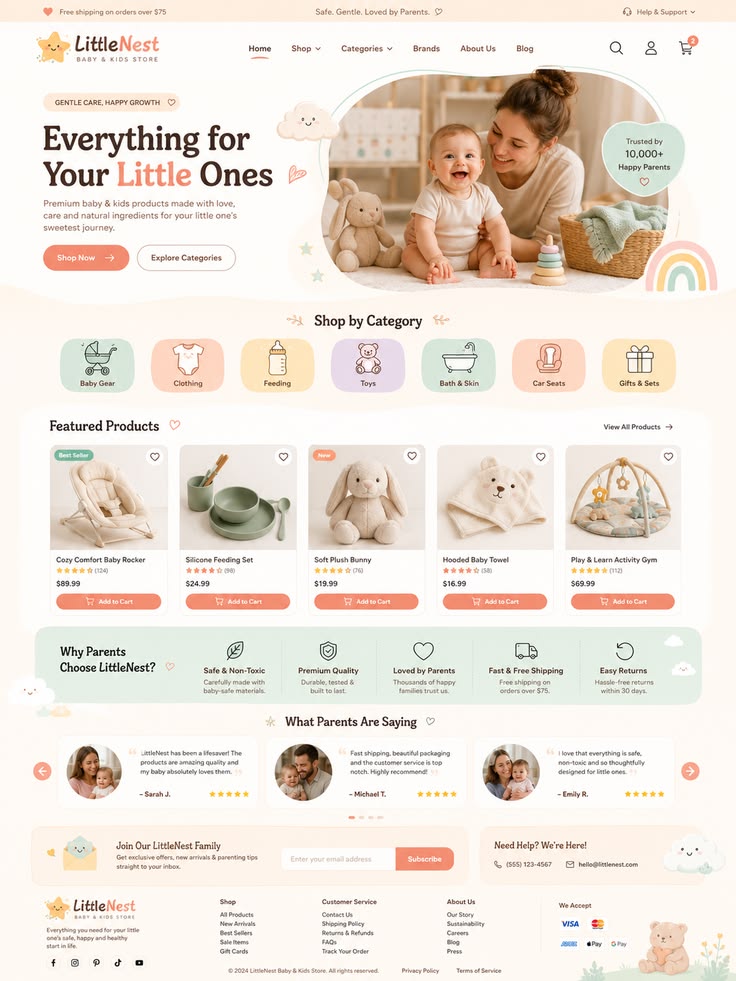 Free shipping on orders over $75
Safe. Gentle. Loved by Parents.
Help & Support
LittleNest
BABY & KIDS STORE
Home
Shop
Categories
Brands
About Us
Blog
2
GENTLE CARE, HAPPY GROWTH
Everything for
Your Little Ones
Premium baby & kids products made with love,
care and natural ingredients for your little one's
sweetest journey.
Shop Now
Explore Categories
Trusted by
10,000+
Happy Parents
Shop by Category
Baby Gear
Clothing
Feeding
Toys
Bath & Skin
Car Seats
Gifts & Sets
Featured Products
View All Products
Best Seller
New
Cozy Comfort Baby Rocker
(124)
$89.99
Add to Cart
Silicone Feeding Set
(98)
$24.99
Add to Cart
Soft Plush Bunny
(76)
$19.99
Add to Cart
Hooded Baby Towel
(58)
$16.99
Add to Cart
Play & Learn Activity Gym
(112)
$69.99
Add to Cart
Why Parents
Choose LittleNest?
Safe & Non-Toxic
Carefully made with
baby-safe materials.
Premium Quality
Durable, tested &
built to last.
Loved by Parents
Thousands of happy
families trust us.
Fast & Free Shipping
Free shipping on
orders over $75.
Easy Returns
Hassle-free returns
within 30 days.
What Parents Are Saying
“ LittleNest has been a lifesaver! The
products are amazing quality and
my baby absolutely loves them. ”
– Sarah J.
“ Fast shipping, beautiful packaging
and the customer service is top
notch. Highly recommend! ”
– Michael T.
“ I love that everything is safe,
non-toxic and so thoughtfully
designed for little ones. ”
– Emily R.
Join Our LittleNest Family
Get exclusive offers, new arrivals & parenting tips
straight to your inbox.
Enter your email address
Subscribe
Need Help? We're Here!
(555) 123-4567
hello@littlenest.com
LittleNest
BABY & KIDS STORE
Everything you need for your little
one's safe, happy and healthy
start in life.
Shop
All Products
New Arrivals
Best Sellers
Sale Items
Gift Cards
Customer Service
Contact Us
Shipping Policy
Returns & Refunds
FAQs
Track Your Order
About Us
Our Story
Sustainability
Careers
Blog
Press
We Accept
VISA
Pay
G Pay
© 2024 LittleNest Baby & Kids Store. All rights reserved.
Privacy Policy
Terms of Service